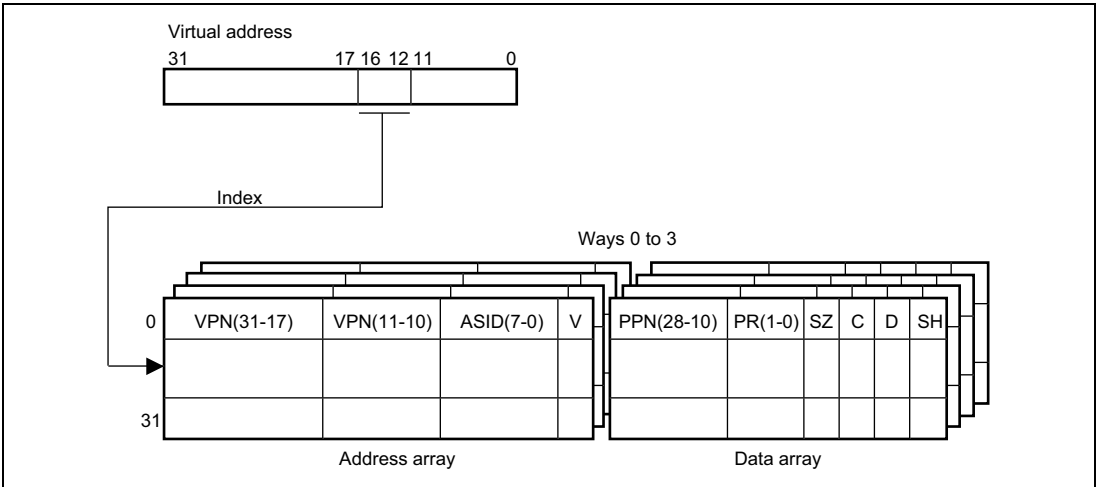 Virtual address
31 17 16 12 11 0
Index
Ways 0 to 3
0 VPN(31-17) VPN(11-10) ASID(7-0) V PPN(28-10) PR(1-0) SZ C D SH
31
Address array Data array